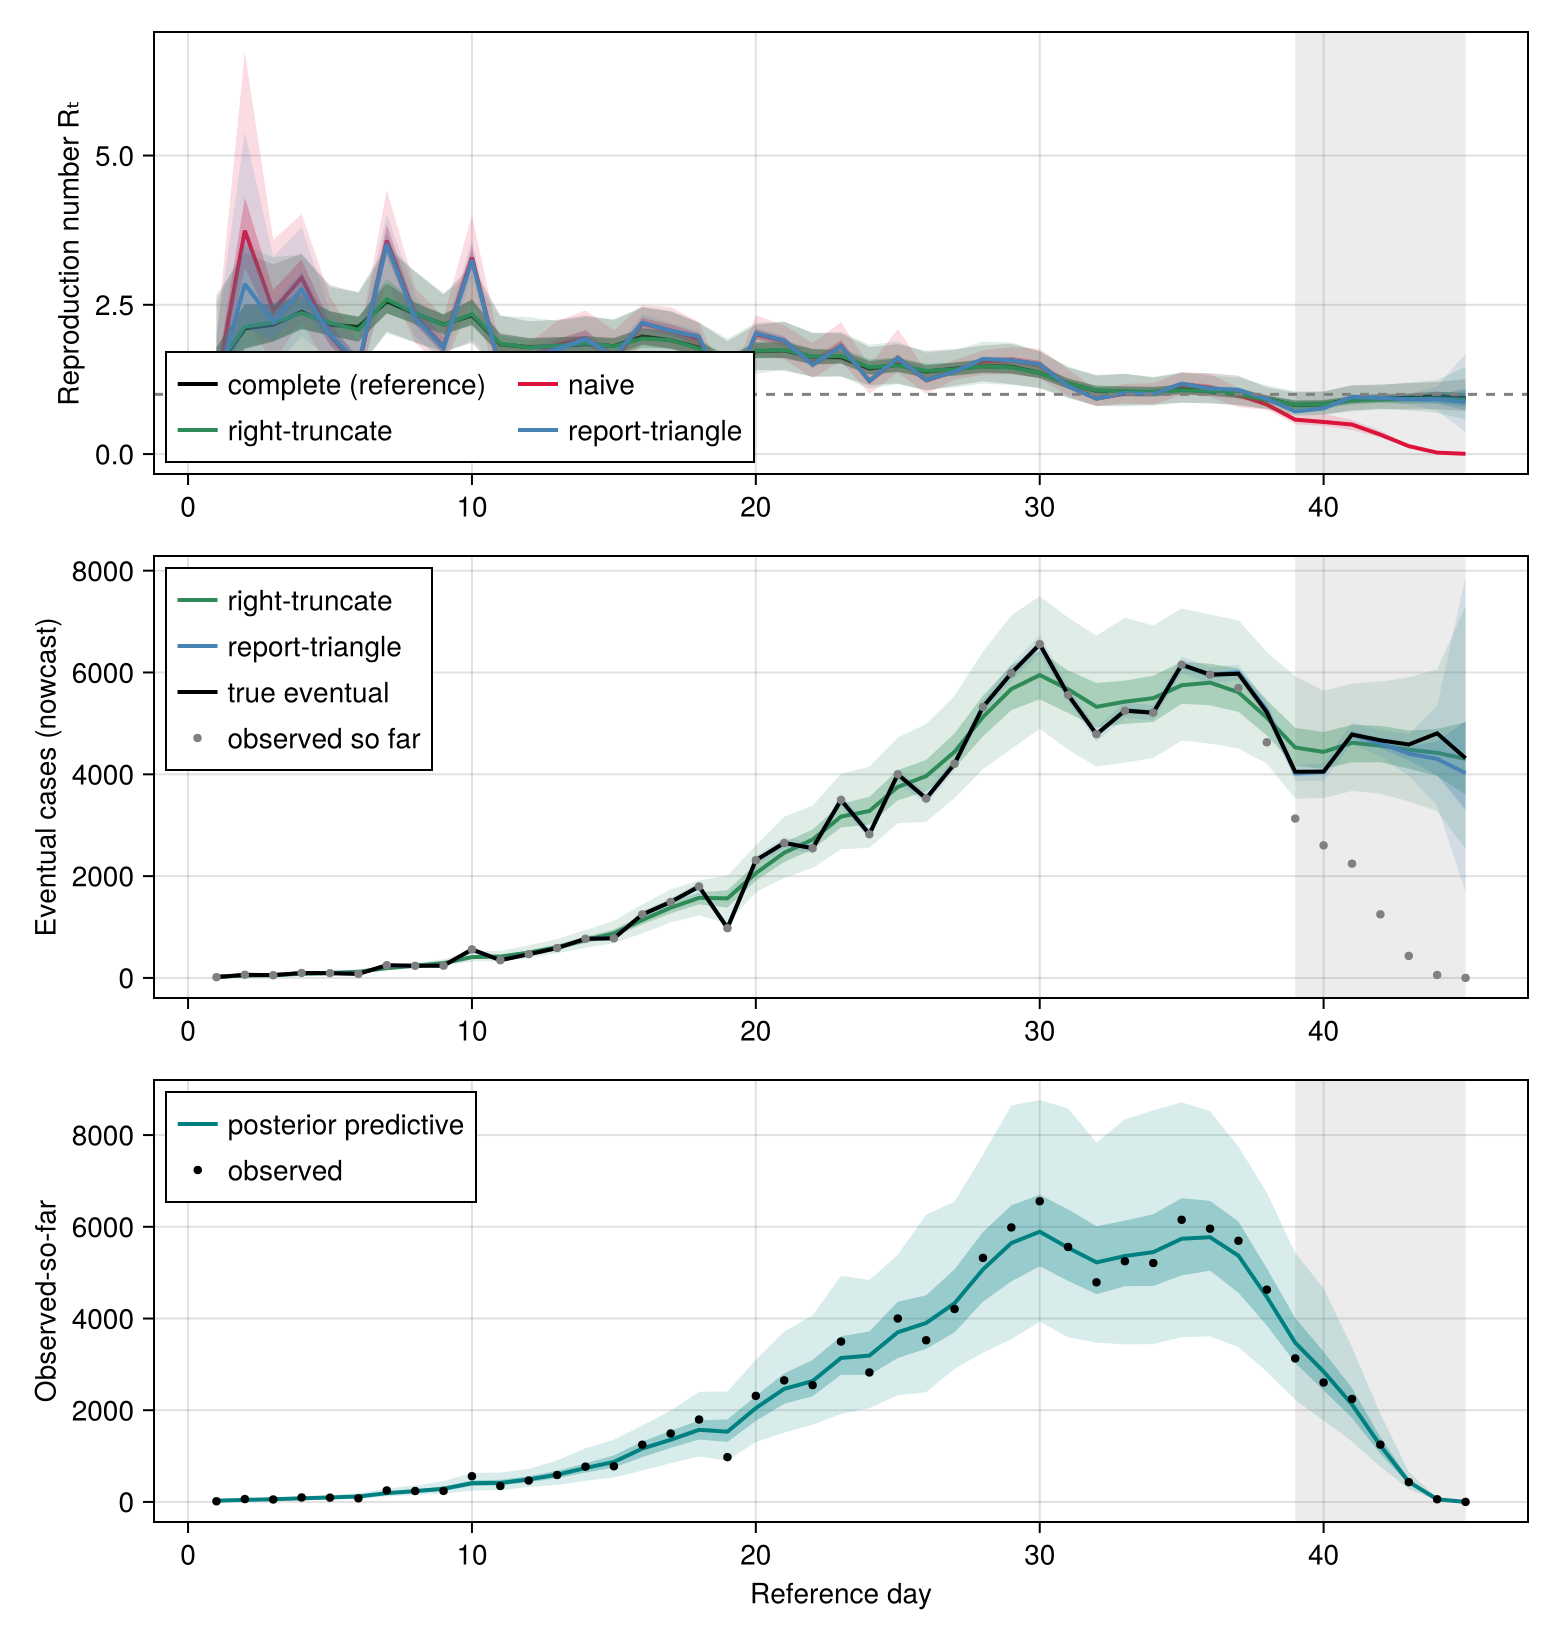 Reproduction number Rₜ
5.0
2.5
0.0
complete (reference)
naive
right-truncate
report-triangle
0 10 20 30 40
Eventual cases (nowcast)
8000
6000
4000
2000
0
right-truncate
report-triangle
true eventual
observed so far
0 10 20 30 40
Observed-so-far
8000
6000
4000
2000
0
posterior predictive
observed
0 10 20 30 40
Reference day